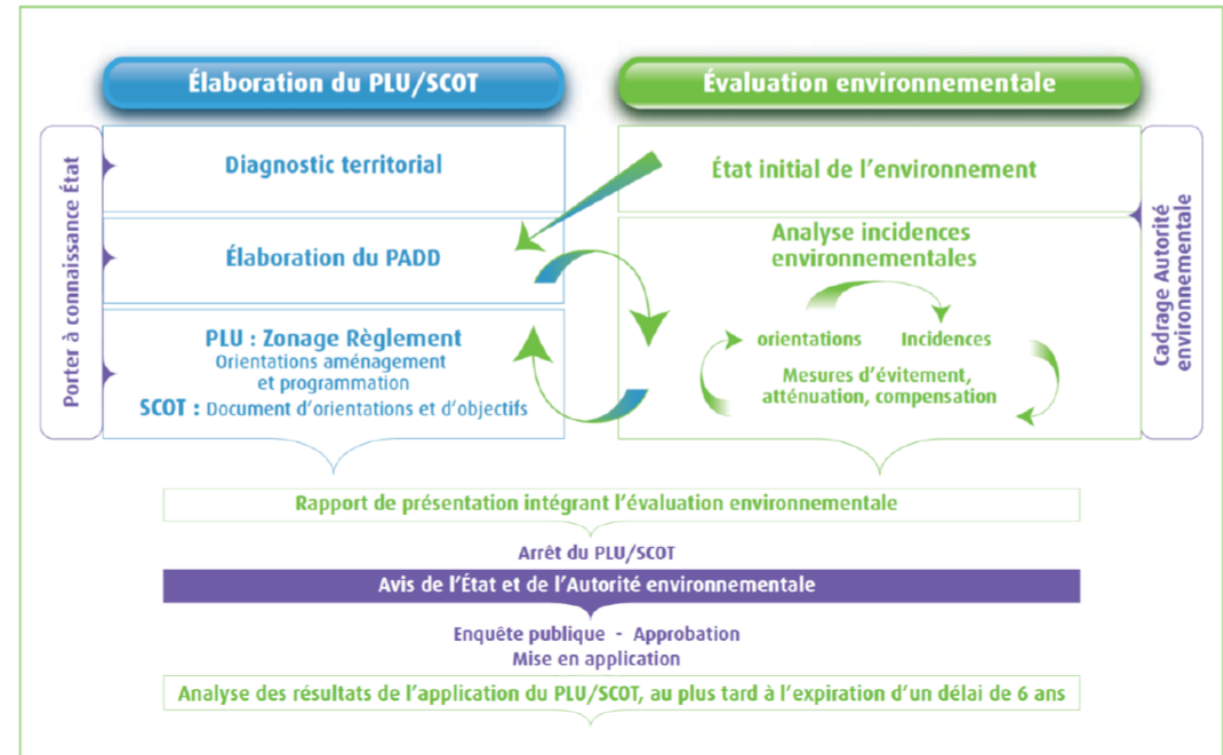 Élaboration du PLU/SCOT
Évaluation environnementale
Porter à connaissance État
Diagnostic territorial
État initial de l'environnement
Élaboration du PADD
Analyse incidences
environnementales
orientations
Incidences
Mesures d'évitement,
atténuation, compensation
PLU : Zonage Règlement
Orientations aménagement
et programmation
SCOT : Document d'orientations et d'objectifs
Cadrage Autorité
environnementale
Rapport de présentation intégrant l'évaluation environnementale
Arrêt du PLU/SCOT
Avis de l'État et de l'Autorité environnementale
Enquête publique - Approbation
Mise en application
Analyse des résultats de l'application du PLU/SCOT, au plus tard à l'expiration d'un délai de 6 ans